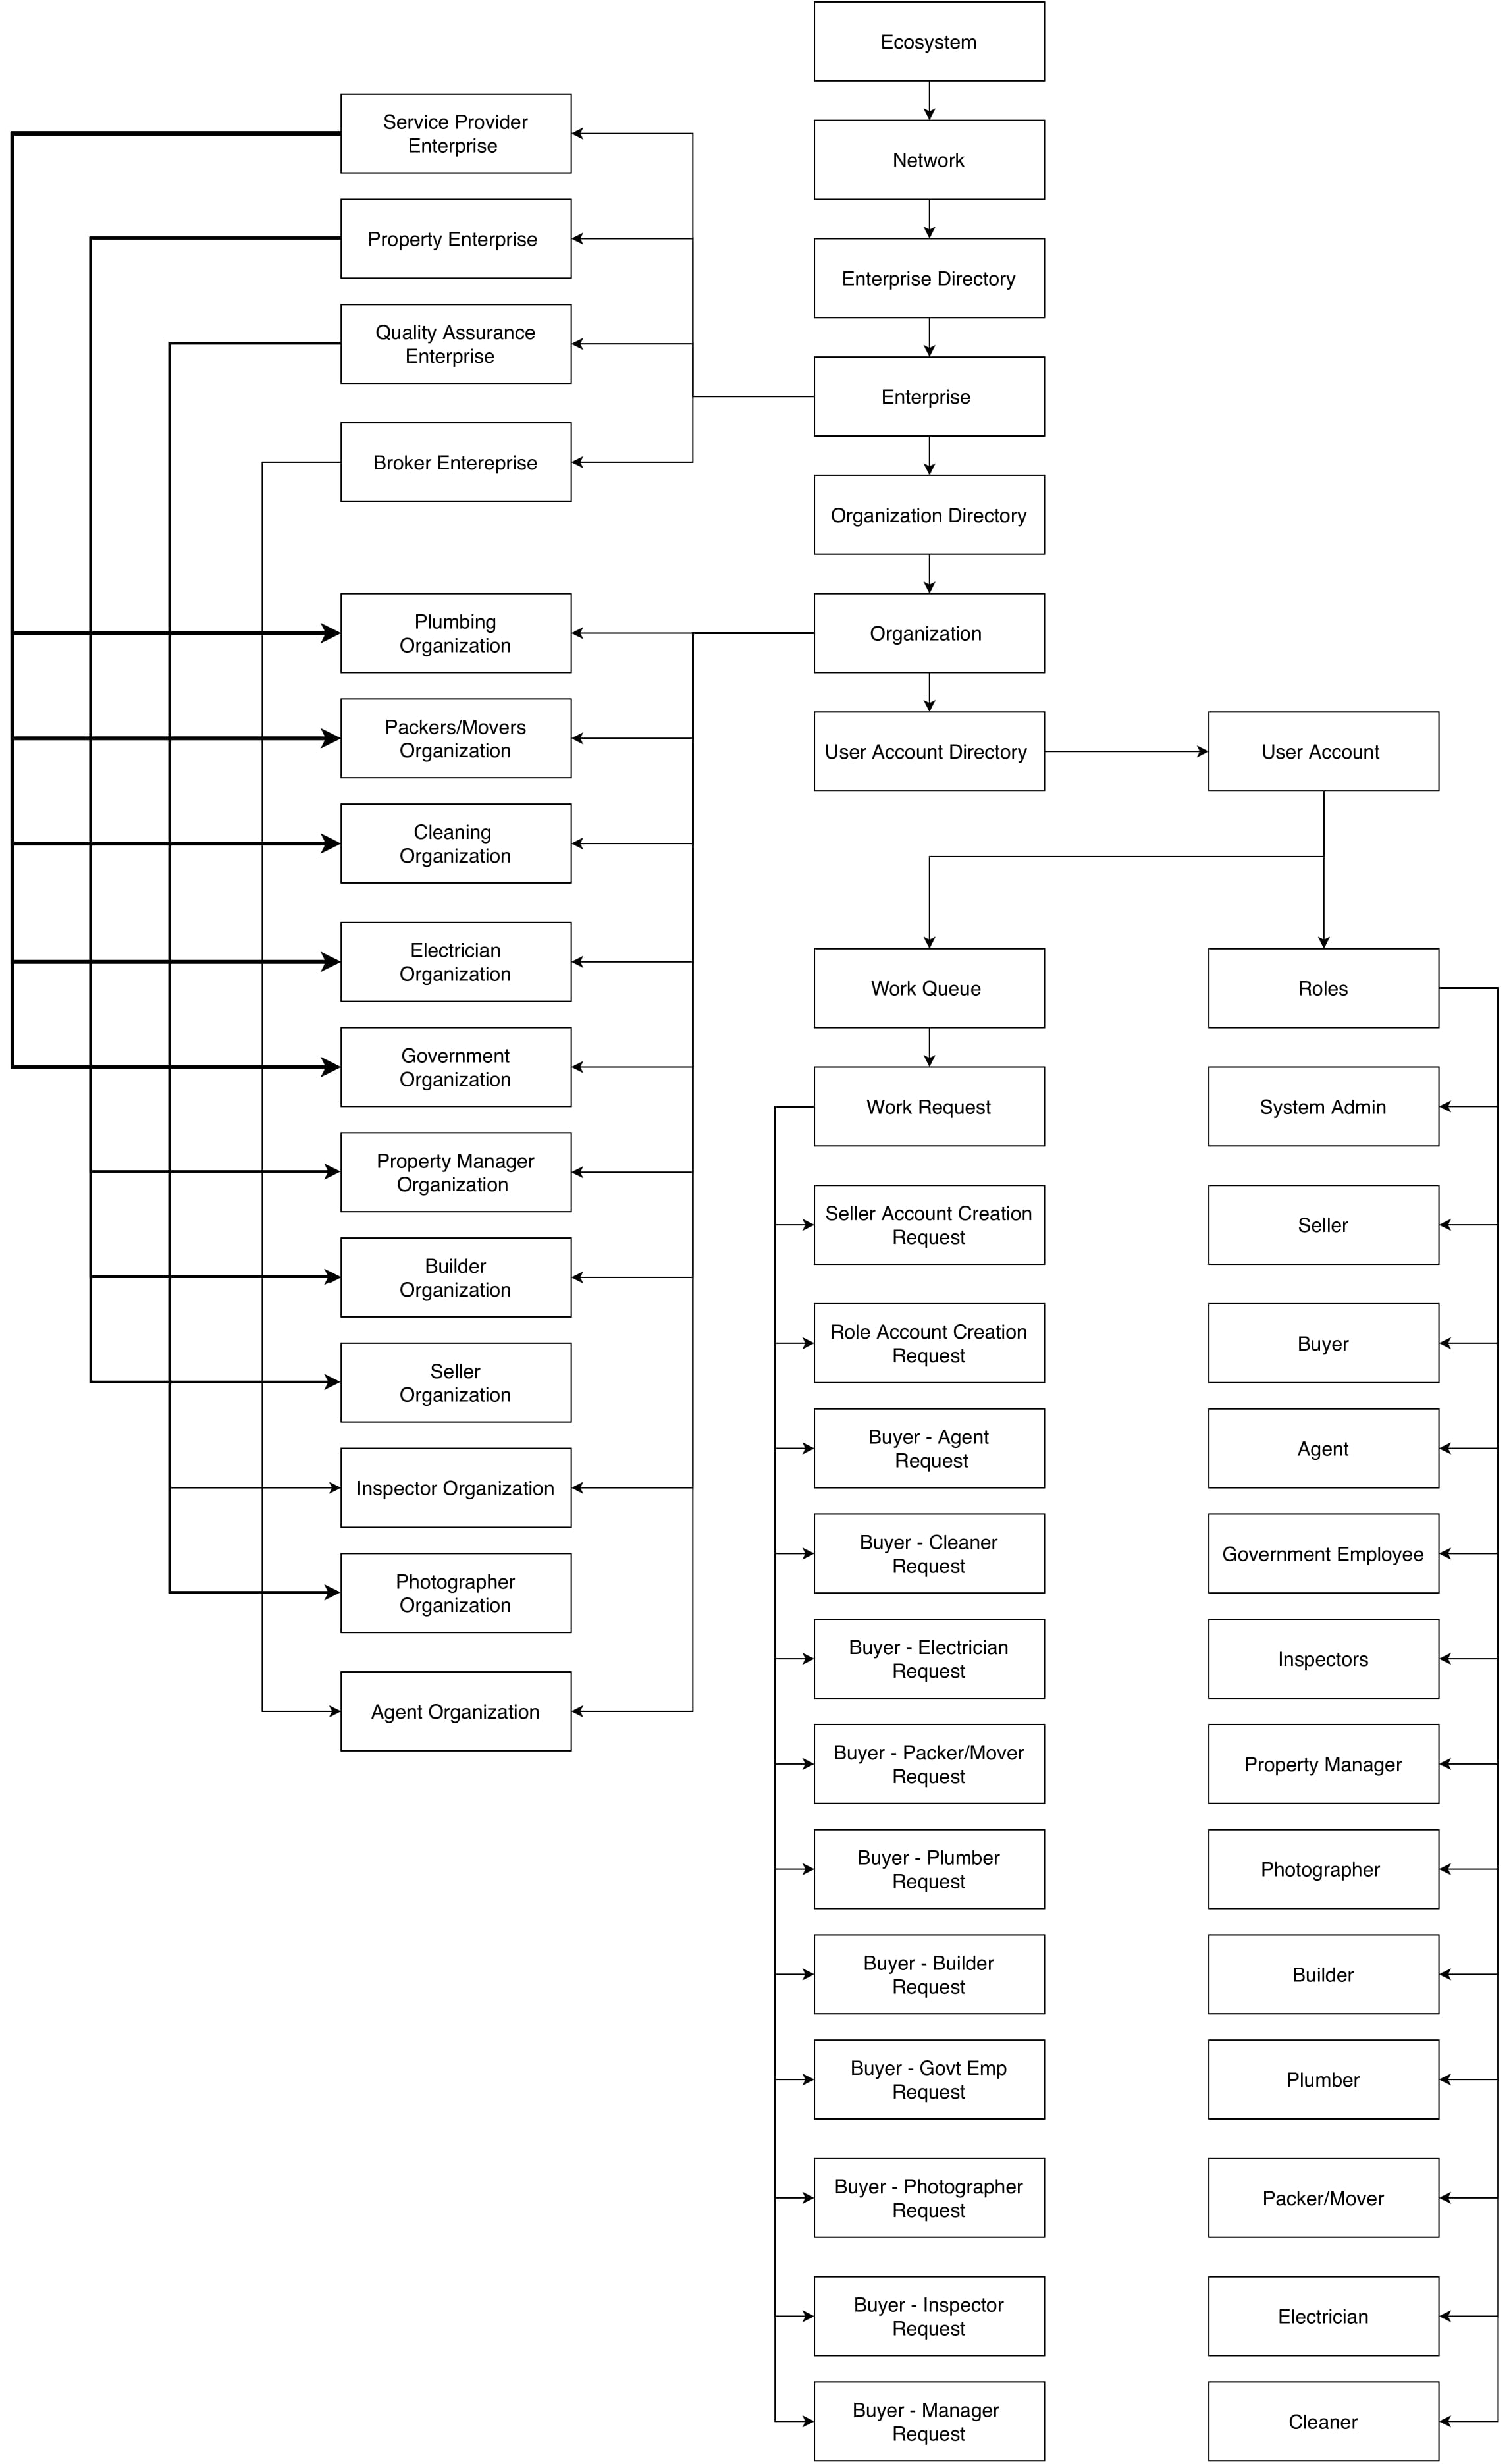 Ecosystem
Network
Enterprise Directory
Enterprise
Organization Directory
Organization
User Account Directory
User Account
Service Provider
Enterprise
Property Enterprise
Quality Assurance
Enterprise
Broker Entereprise
Plumbing
Organization
Packers/Movers
Organization
Cleaning
Organization
Electrician
Organization
Government
Organization
Property Manager
Organization
Builder
Organization
Seller
Organization
Inspector Organization
Photographer
Organization
Agent Organization
Work Queue
Work Request
Seller Account Creation
Request
Role Account Creation
Request
Buyer - Agent
Request
Buyer - Cleaner
Request
Buyer - Electrician
Request
Buyer - Packer/Mover
Request
Buyer - Plumber
Request
Buyer - Builder
Request
Buyer - Govt Emp
Request
Buyer - Photographer
Request
Buyer - Inspector
Request
Buyer - Manager
Request
Roles
System Admin
Seller
Buyer
Agent
Government Employee
Inspectors
Property Manager
Photographer
Builder
Plumber
Packer/Mover
Electrician
Cleaner